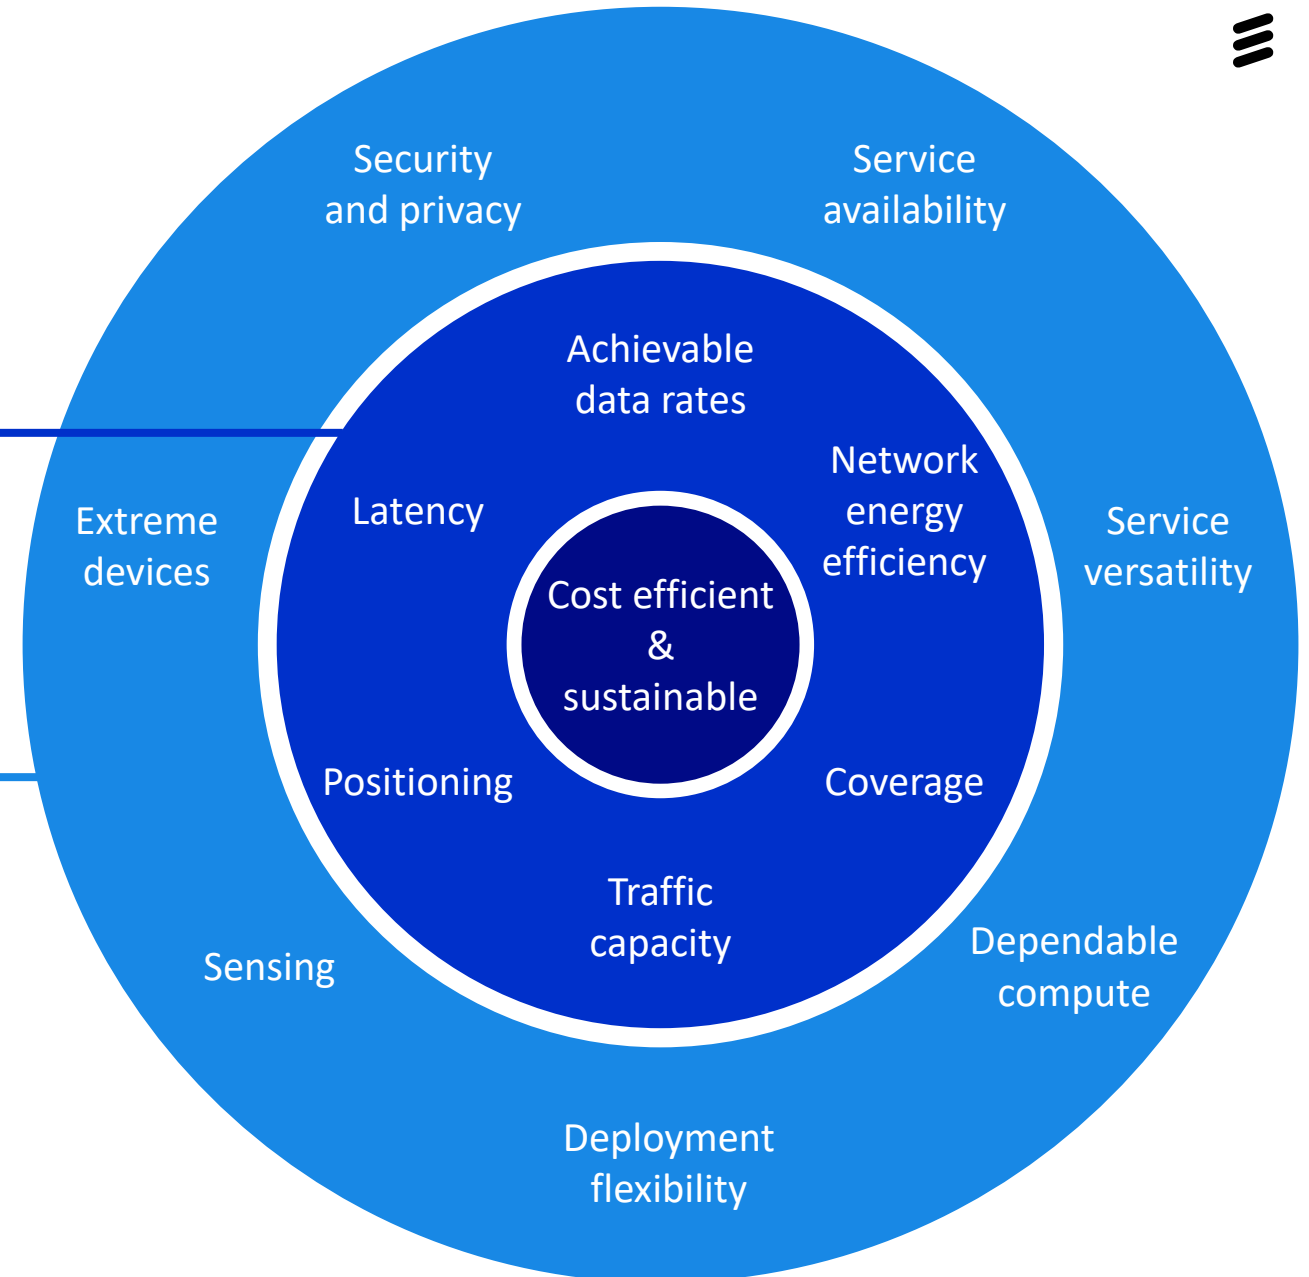 Security
and privacy
Service
availability
Achievable
data rates
Network
energy
efficiency
Latency
Extreme
devices
Service
versatility
Cost efficient
&
sustainable
Positioning
Coverage
Traffic
capacity
Sensing
Dependable
compute
Deployment
flexibility